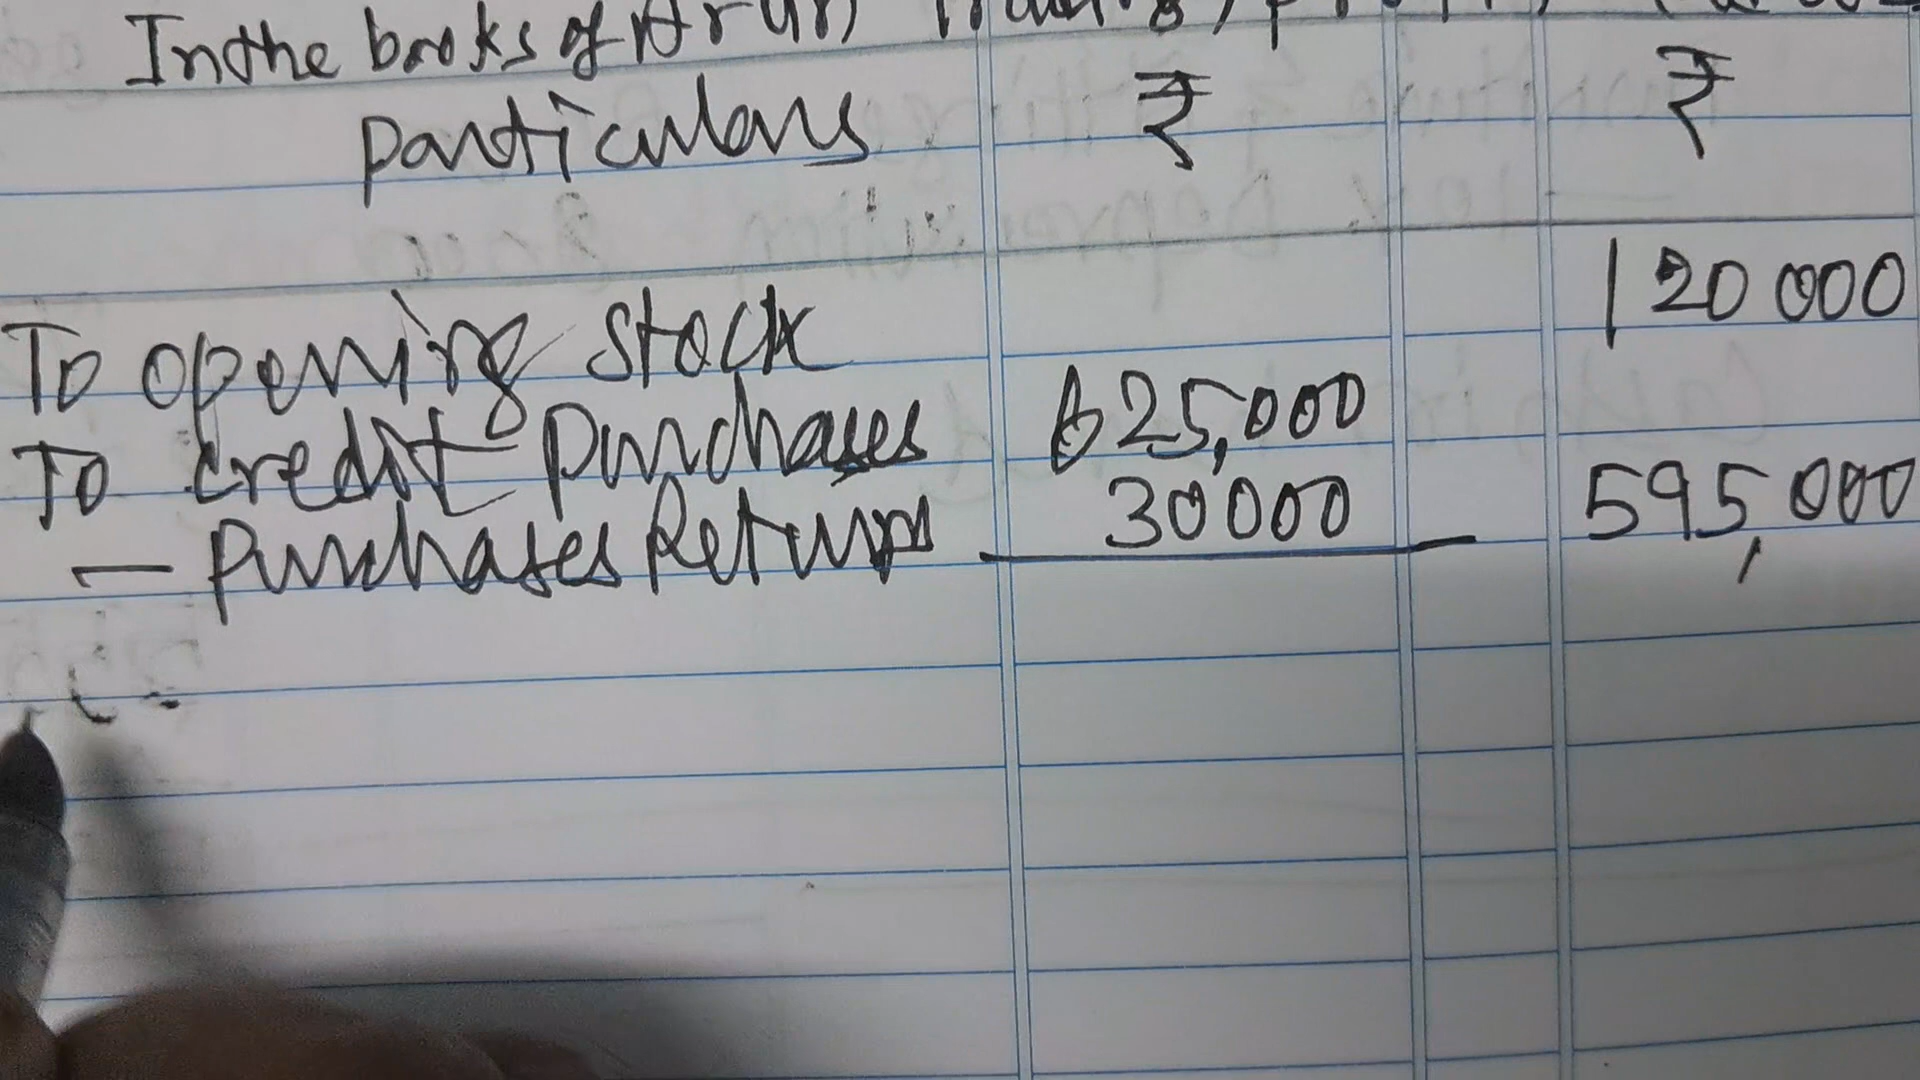 In the books of Arun
Particulars ₹ ₹
To opening stock 120000
To credit purchases 625,000
- Purchases Returns 30000 595,000